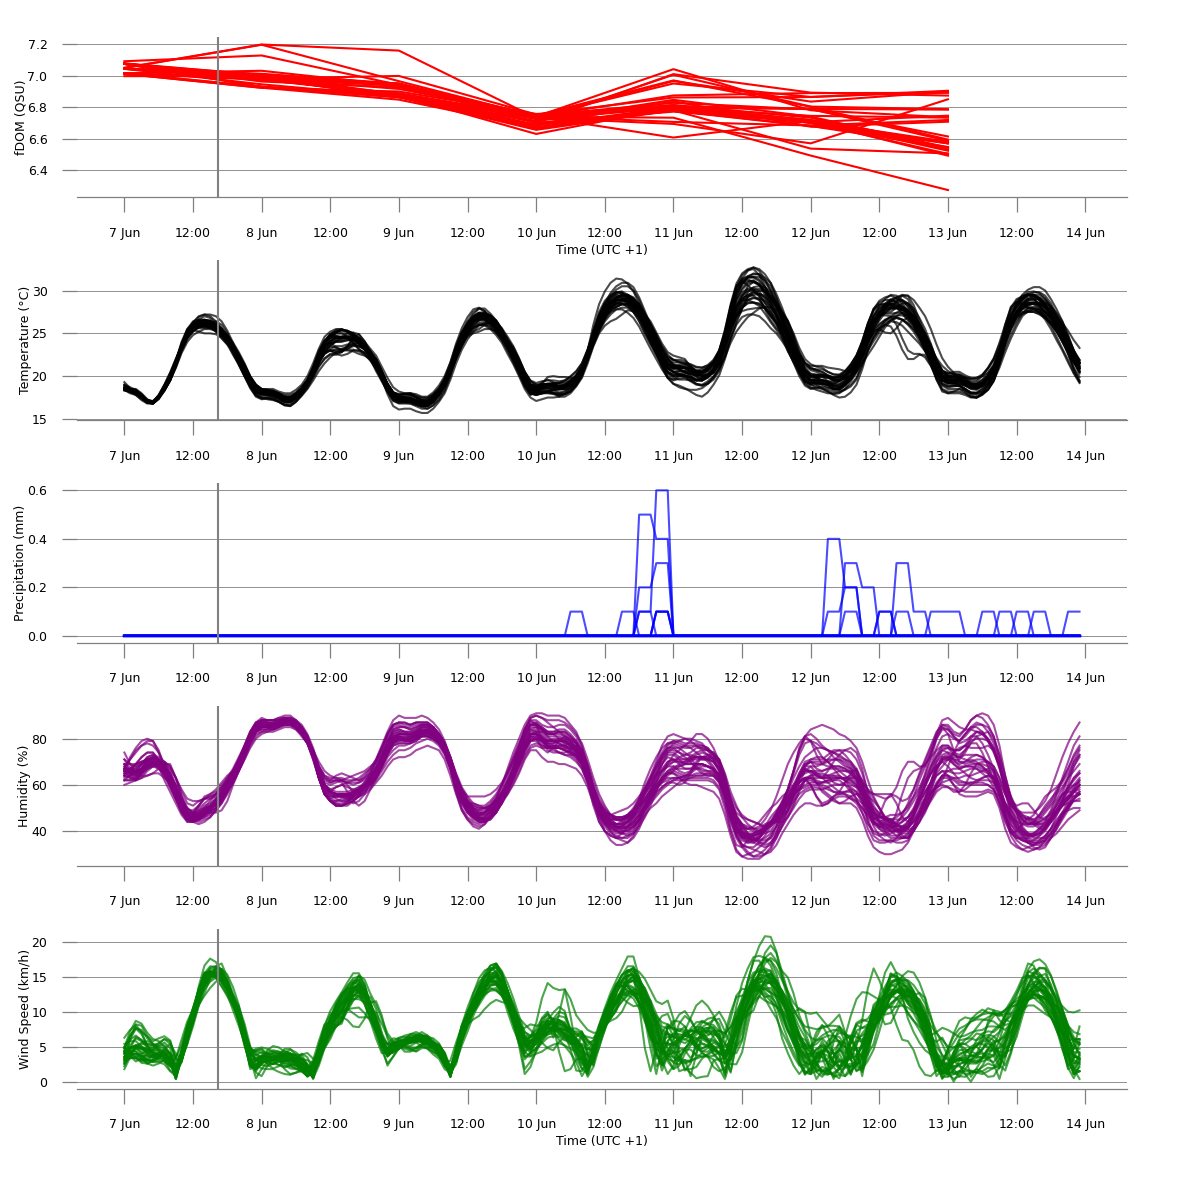 7.2
7.0
6.8
6.6
6.4
fDOM (QSU)
7 Jun 12:00 8 Jun 12:00 9 Jun 12:00 10 Jun 12:00 11 Jun 12:00 12 Jun 12:00 13 Jun 12:00 14 Jun
Time (UTC +1)
30
25
20
15
Temperature (°C)
7 Jun 12:00 8 Jun 12:00 9 Jun 12:00 10 Jun 12:00 11 Jun 12:00 12 Jun 12:00 13 Jun 12:00 14 Jun
0.6
0.4
0.2
0.0
Precipitation (mm)
7 Jun 12:00 8 Jun 12:00 9 Jun 12:00 10 Jun 12:00 11 Jun 12:00 12 Jun 12:00 13 Jun 12:00 14 Jun
80
60
40
Humidity (%)
7 Jun 12:00 8 Jun 12:00 9 Jun 12:00 10 Jun 12:00 11 Jun 12:00 12 Jun 12:00 13 Jun 12:00 14 Jun
20
15
10
5
0
Wind Speed (km/h)
7 Jun 12:00 8 Jun 12:00 9 Jun 12:00 10 Jun 12:00 11 Jun 12:00 12 Jun 12:00 13 Jun 12:00 14 Jun
Time (UTC +1)